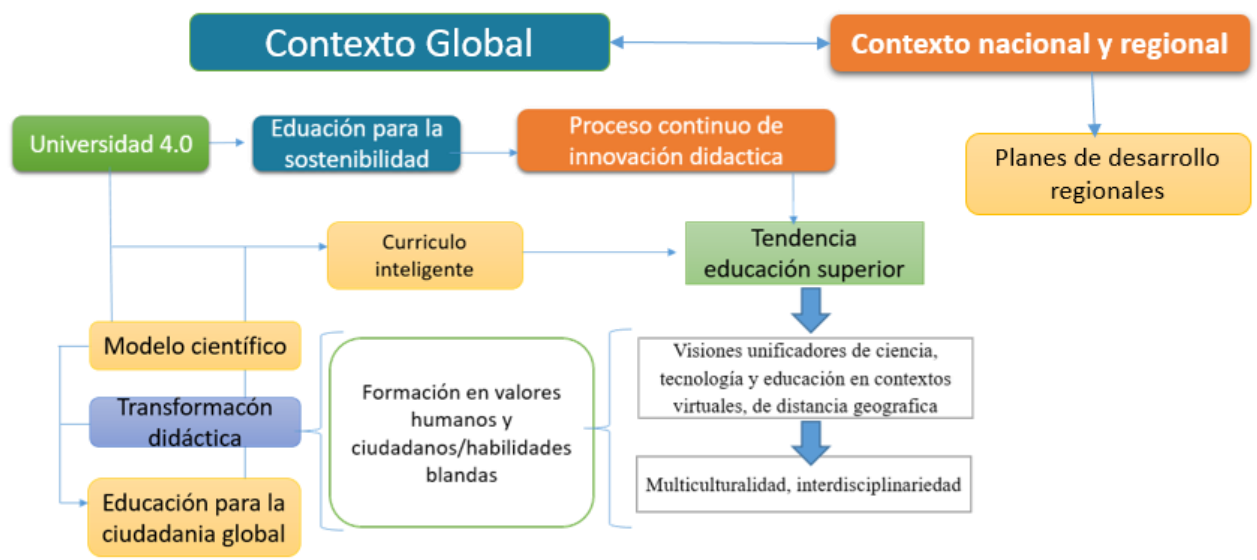 Contexto Global
Contexto nacional y regional
Universidad 4.0
Eduación para la
sostenibilidad
Proceso continuo de
innovación didactica
Planes de desarrollo
regionales
Curriculo
inteligente
Tendencia
educación superior
Modelo científico
Transformacón
didáctica
Educación para la
ciudadania global
Formación en valores
humanos y
ciudadanos/habilidades
blandas
Visiones unificadores de ciencia,
tecnología y educación en contextos
virtuales, de distancia geografica
Multiculturalidad, interdisciplinariedad